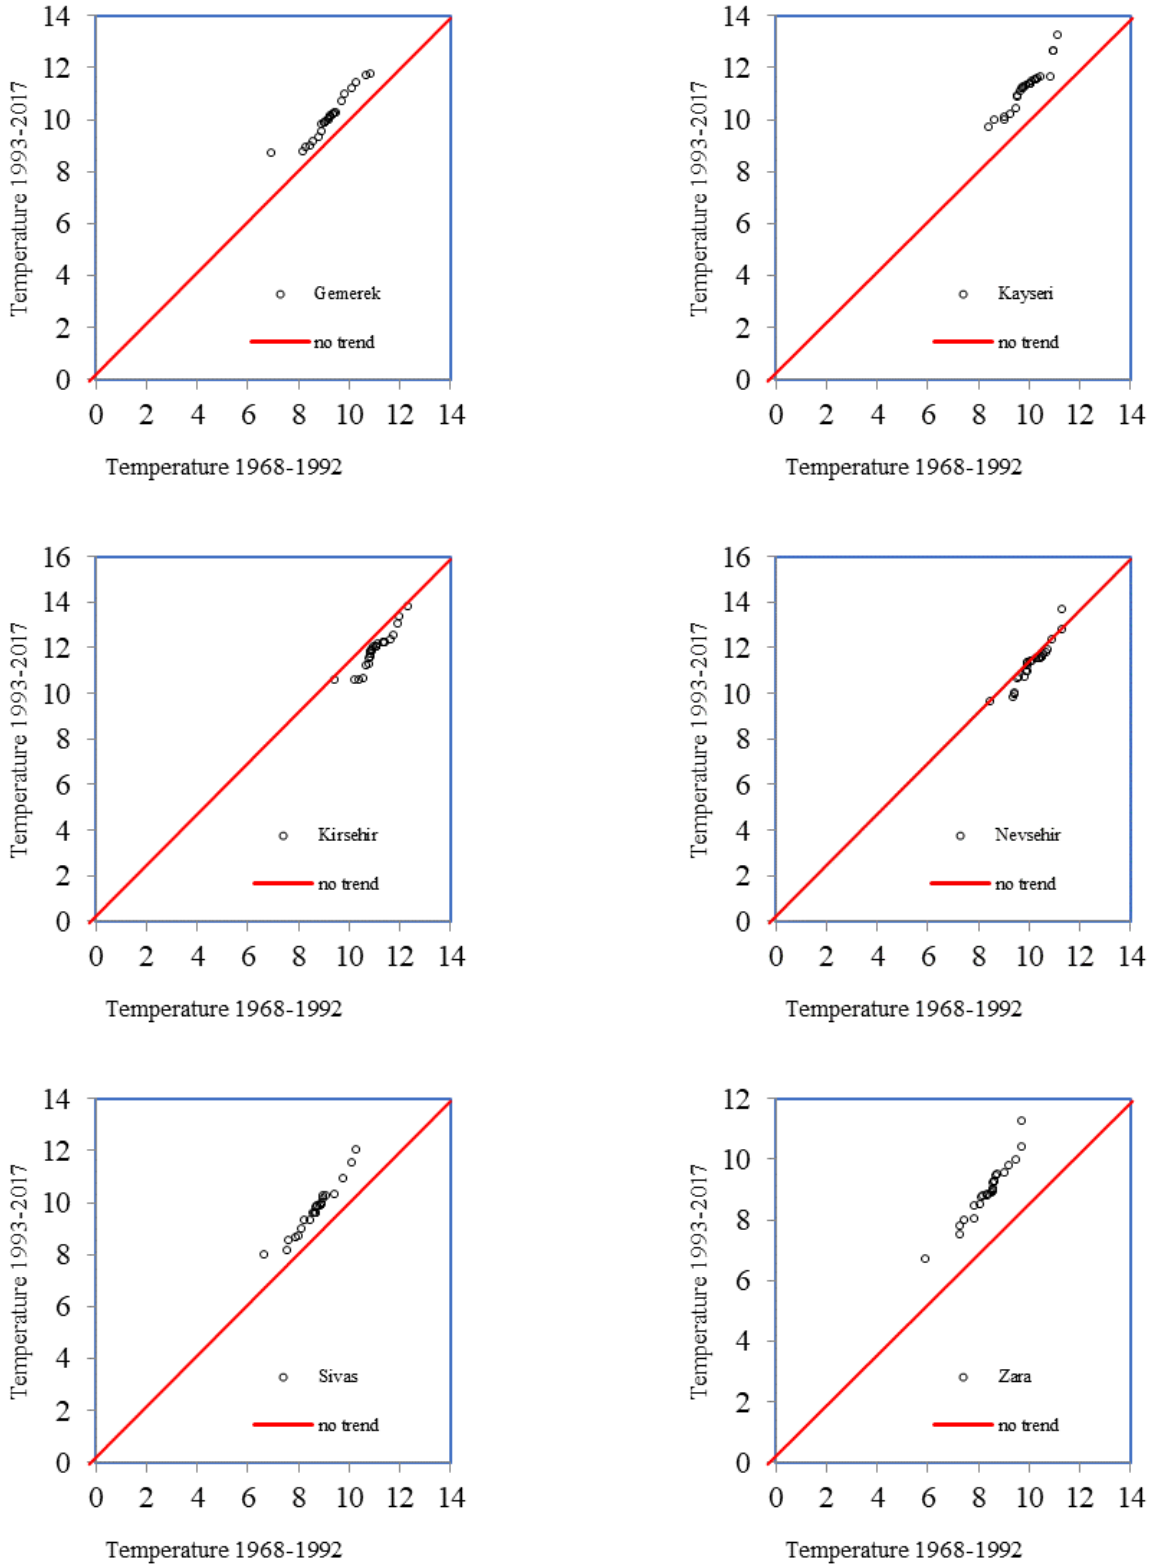 Temperature 1993-2017
14
12
10
8
6
4
2
0
Gemerek
no trend
0 2 4 6 8 10 12 14
Temperature 1968-1992
Temperature 1993-2017
14
12
10
8
6
4
2
0
Kayseri
no trend
0 2 4 6 8 10 12 14
Temperature 1968-1992
Temperature 1993-2017
16
14
12
10
8
6
4
2
0
Kirsehir
no trend
0 2 4 6 8 10 12 14
Temperature 1968-1992
Temperature 1993-2017
16
14
12
10
8
6
4
2
0
Nevsehir
no trend
0 2 4 6 8 10 12 14
Temperature 1968-1992
Temperature 1993-2017
14
12
10
8
6
4
2
0
Sivas
no trend
0 2 4 6 8 10 12 14
Temperature 1968-1992
Temperature 1993-2017
12
10
8
6
4
2
0
Zara
no trend
0 2 4 6 8 10 12 14
Temperature 1968-1992